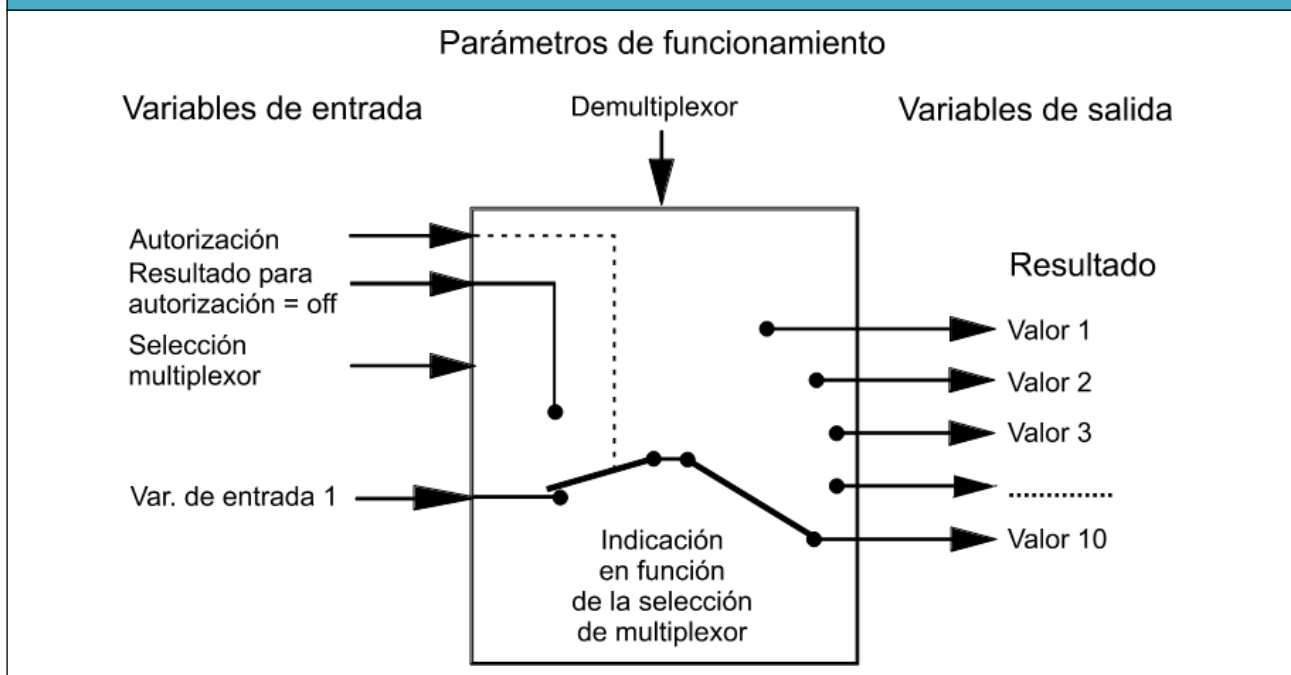 Parámetros de funcionamiento
Variables de entrada
Demultiplexor
Variables de salida
Autorización
Resultado para
autorización = off
Selección
multiplexor
Var. de entrada 1
Indicación
en función
de la selección
de multiplexor
Resultado
Valor 1
Valor 2
Valor 3
..............
Valor 10